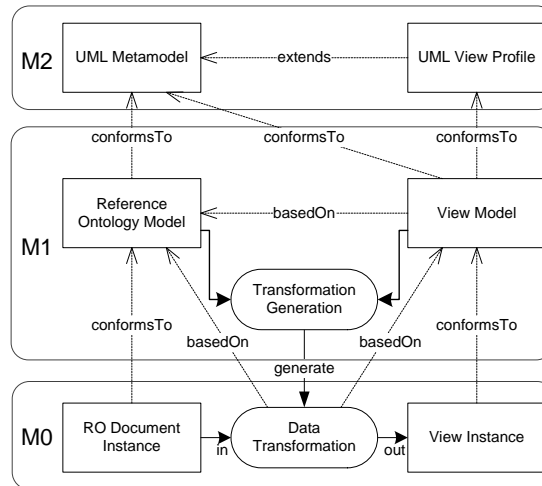 M2
UML Metamodel
extends
UML View Profile
conformsTo
conformsTo
conformsTo
M1
Reference
Ontology Model
basedOn
View Model
Transformation
Generation
conformsTo
basedOn
basedOn
conformsTo
generate
M0
RO Document
Instance
in
Data
Transformation
out
View Instance